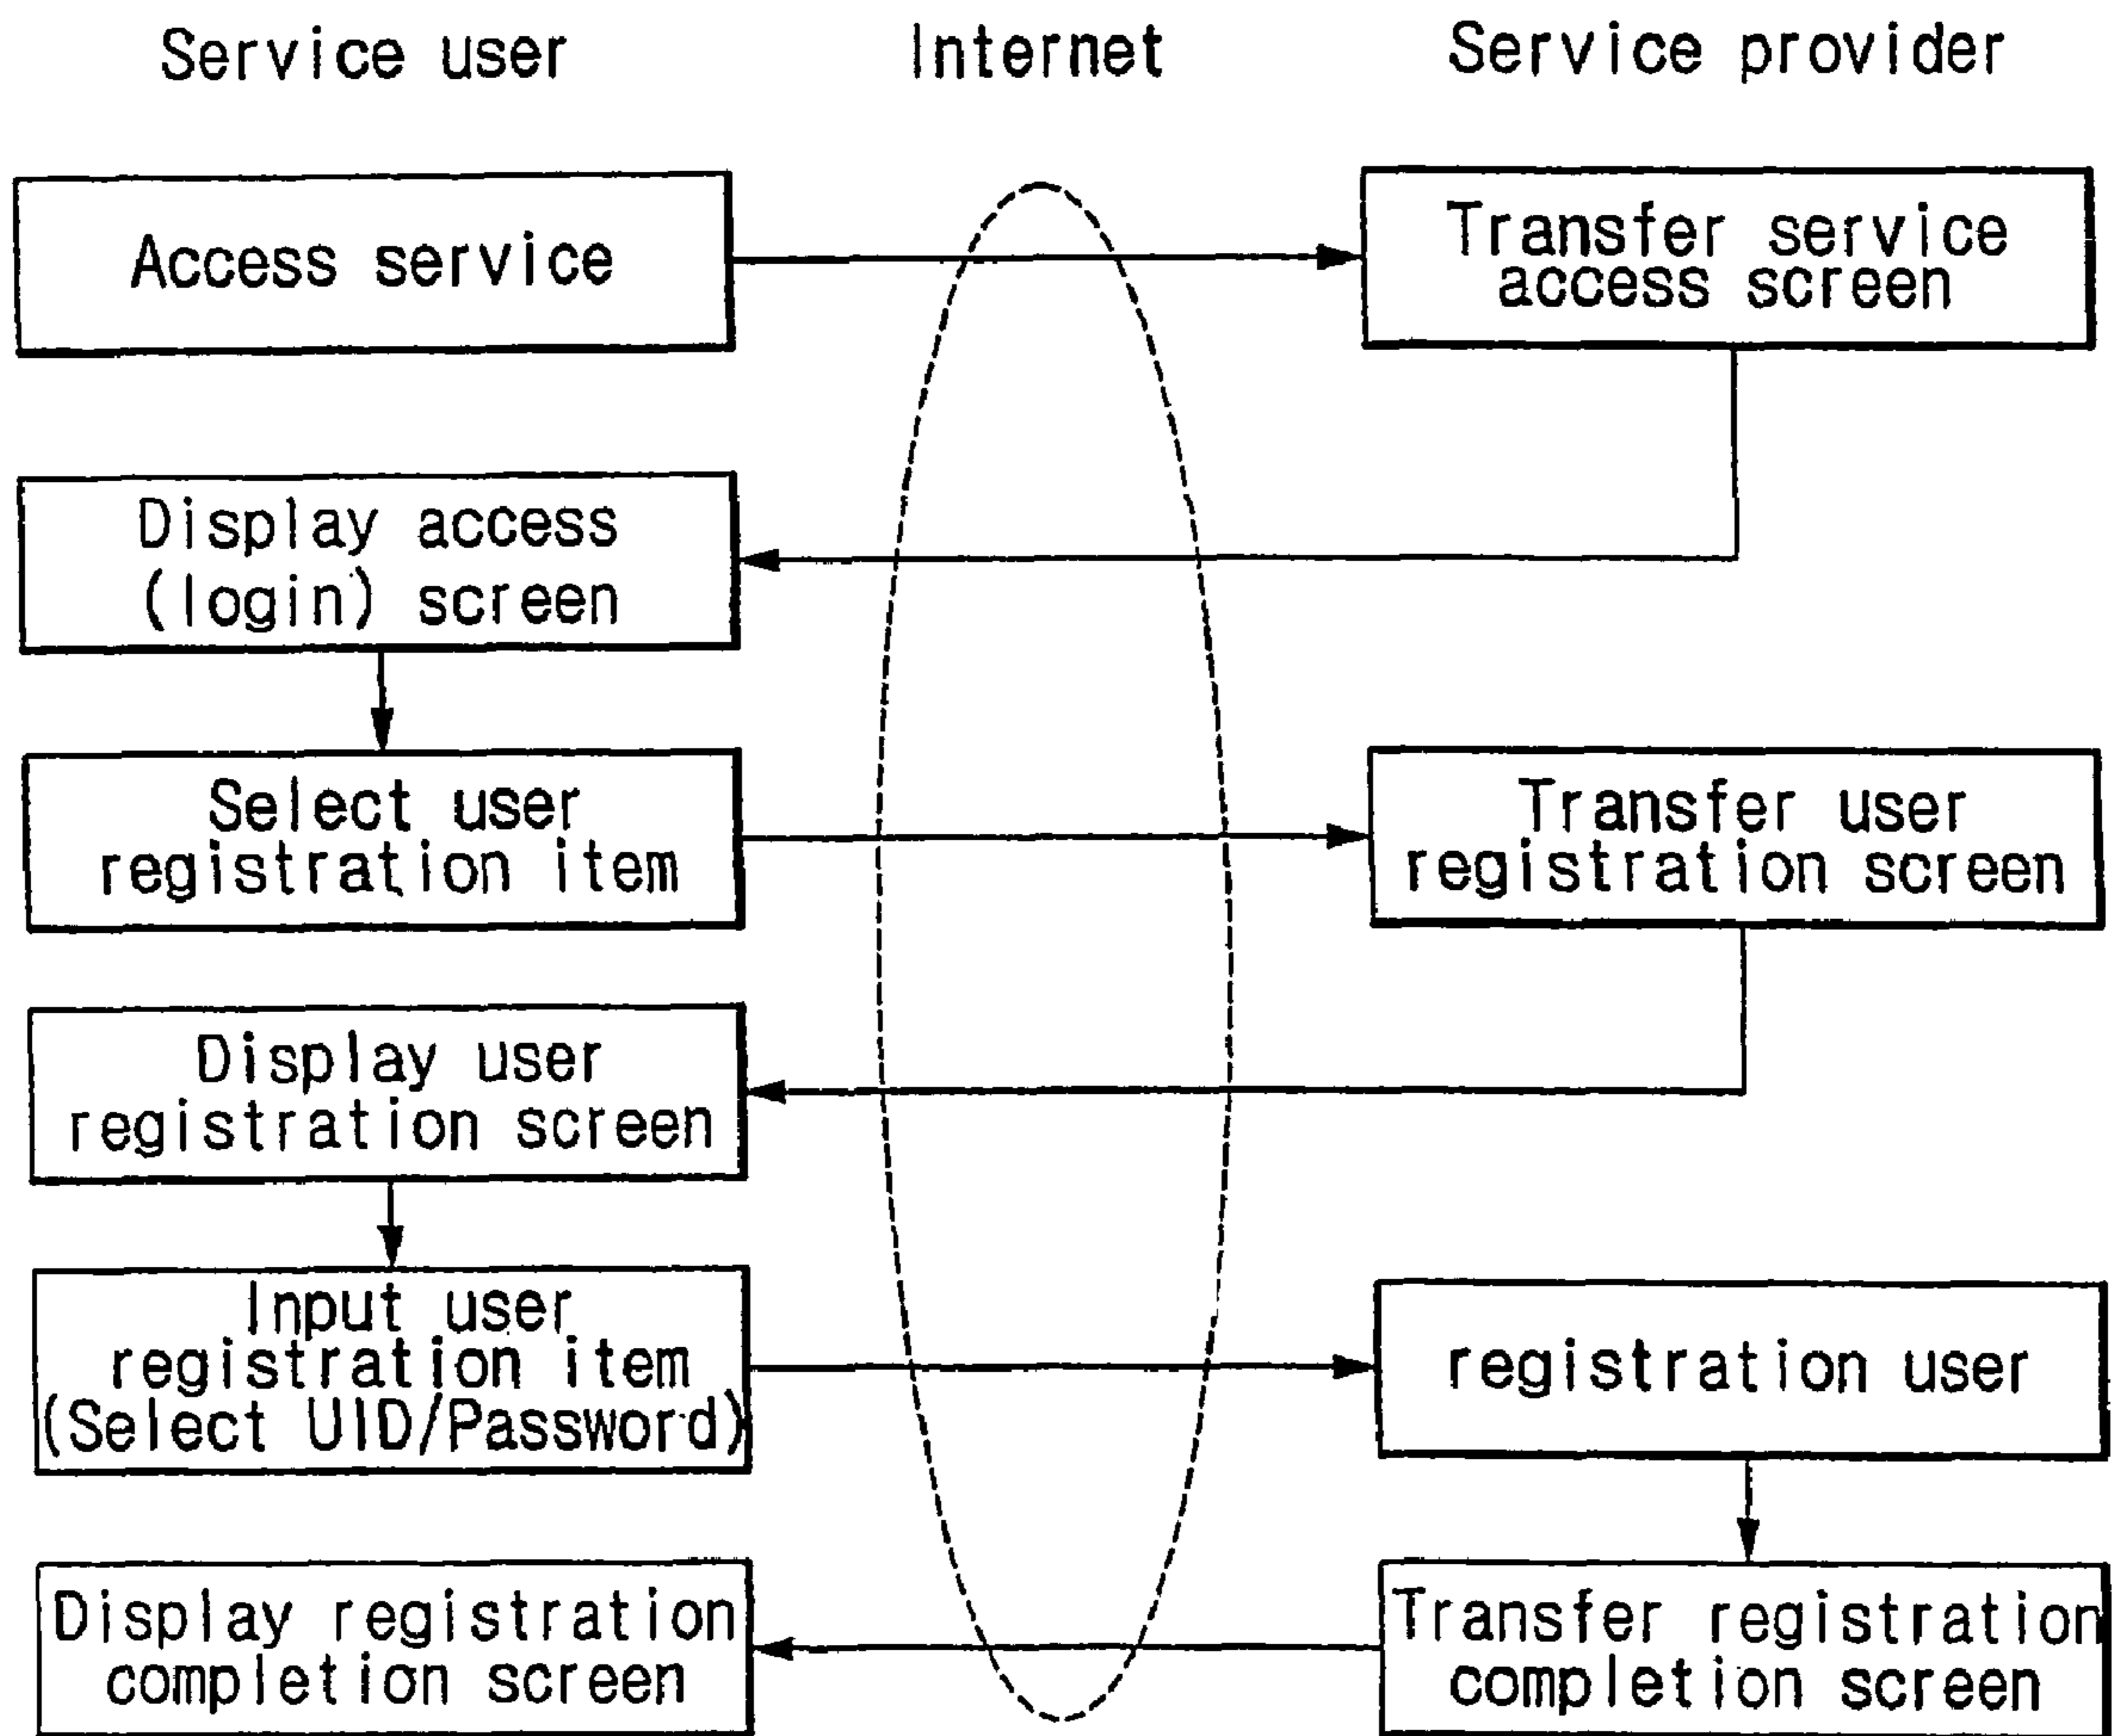 Service user
Internet
Service provider
Access service
Transfer service
access screen
Display access
(login) screen
Select user
registration item
Transfer user
registration screen
Display user
registration screen
Input user
registration item
(Select UID/Password)
registration user
Display registration
completion screen
Transfer registration
completion screen